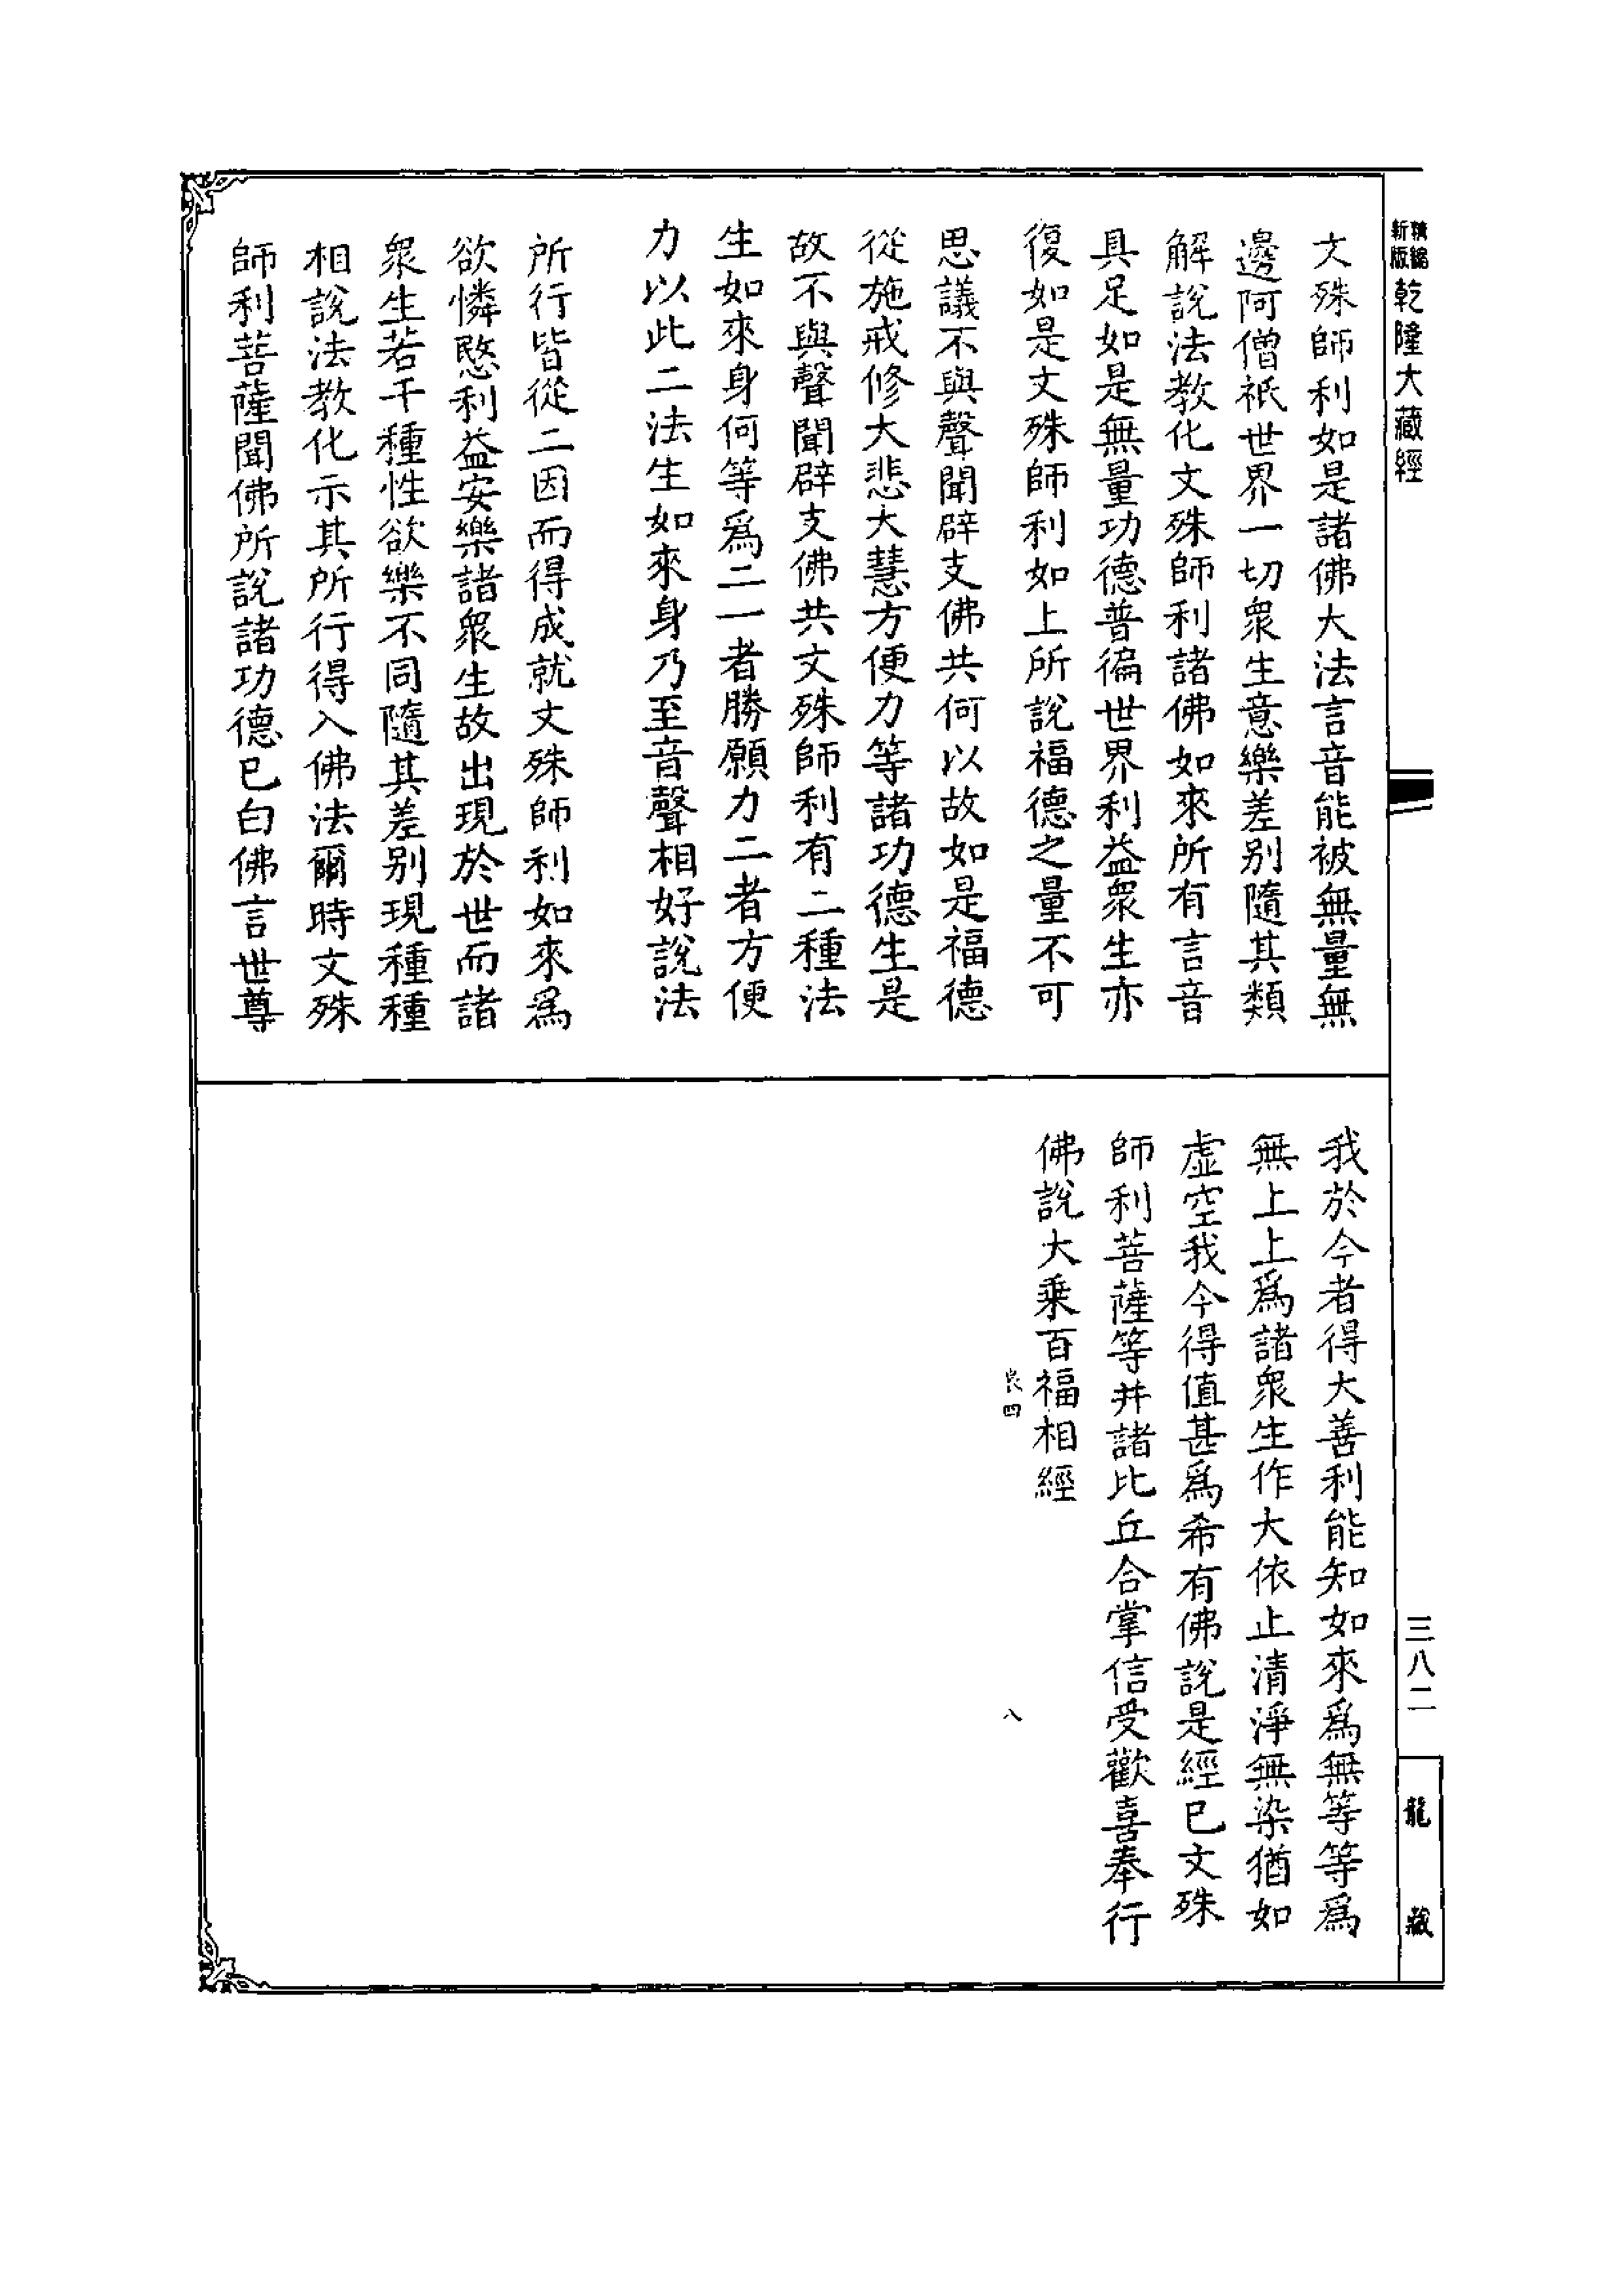 新版精縮乾隆大藏經
文殊師利如是諸佛大法言音能被無量無
邊阿僧祇世界一切衆生意樂差别隨其類
解說法教化文殊師利諸佛如來所有言音
具足如是無量功德普徧世界利益衆生亦
復如是文殊師利如上所說福德之量不可
思議不與聲聞辟支佛共何以故如是福德
從施戒修大悲大慧方便力等諸功德生是
故不與聲聞辟支佛共文殊師利有二種法
生如來身何等爲二一者勝願力二者方便
力以此二法生如來身乃至音聲相好說法
所行皆從二因而得成就文殊師利如來爲
欲憐愍利益安樂諸衆生故出現於世而諸
衆生若干種性欲樂不同隨其差别現種種
相說法教化示其所行得入佛法爾時文殊
師利菩薩聞佛所說諸功德已白佛言世尊
我於今者得大善利能知如來爲無等等爲
無上上爲諸衆生作大依止清淨無染猶如
虛空我今得值甚爲希有佛說是經已文殊
師利菩薩等并諸比丘合掌信受歡喜奉行
佛說大乘百福相經
四
八
三八二
龍藏